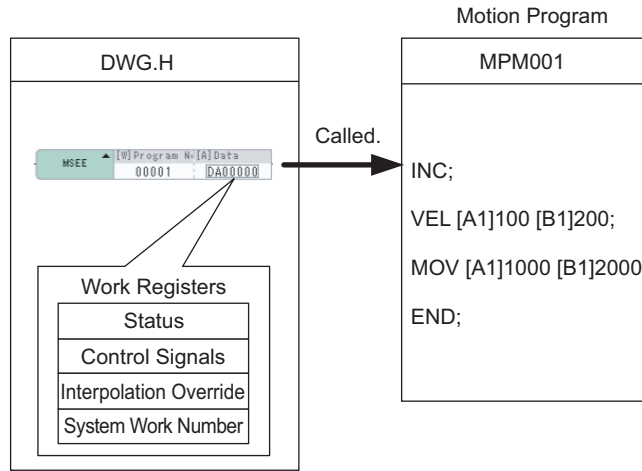 Motion Program
DWG.H
MPM001
MSEE
[W]Program No
[A]Data
00001
DA00000
Called.
INC;
VEL [A1]100 [B1]200;
MOV [A1]1000 [B1]2000
END;
Work Registers
Status
Control Signals
Interpolation Override
System Work Number